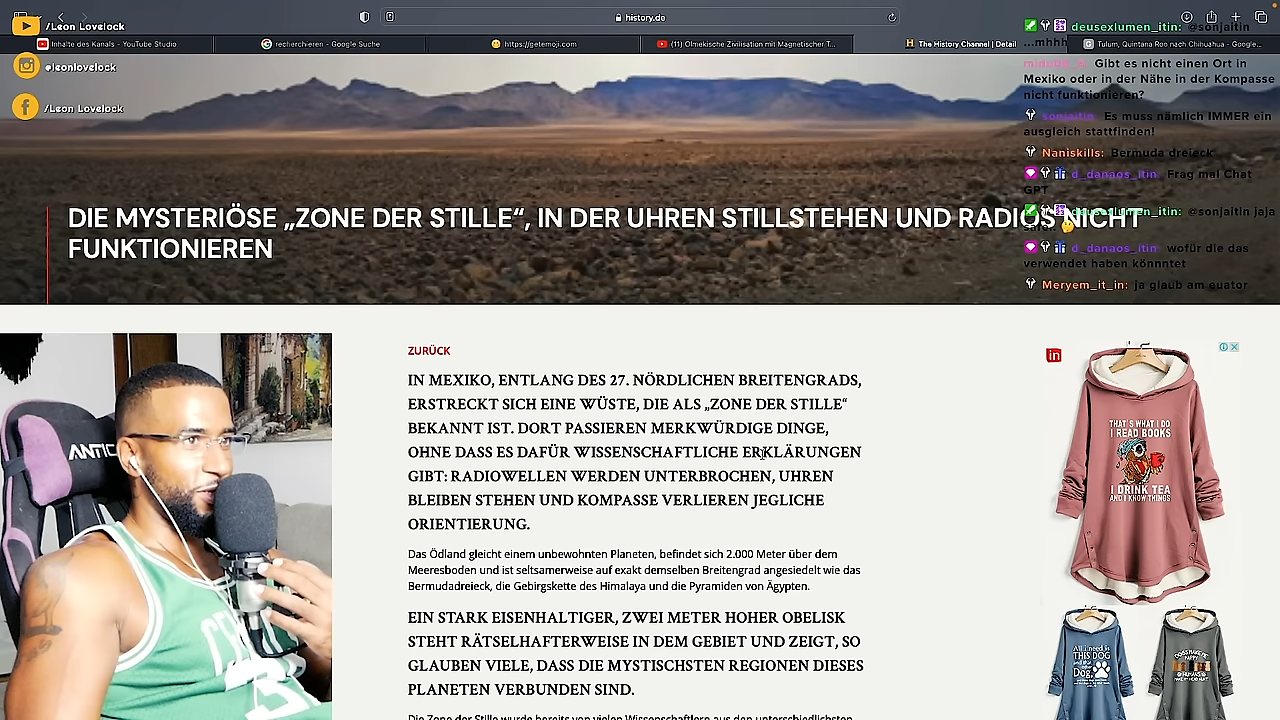 /Leon Lovelock
@leonlovelock
/Leon Lovelock
history.de
Inhalte des Kanals - YouTube Studio
recherchieren - Google Suche
https://getemoji.com
(11) Olmekische Zivilisation mit Magnetischer T...
The History Channel | Detail
Tulum, Quintana Roo nach Chihuahua - Google...
deusexlumen_itin: @sonjaitin
...mhhh
Gibt es nicht einen Ort in
Mexiko oder in der Nähe in der Kompasse
nicht funktionieren?
sonjaitin: Es muss nämlich IMMER ein
ausgleich stattfinden!
Naniskills: Bermuda dreieck
d_danaos_itin: Frag mal Chat
GPT
deusexlumen_itin: @sonjaitin jaja
d_danaos_itin: wofür die das
verwendet haben könnntet
Meryem_it_in: ja glaub am euator
DIE MYSTERIÖSE „ZONE DER STILLE“, IN DER UHREN STILLSTEHEN UND RADIOS NICHT
FUNKTIONIEREN
ZURÜCK
IN MEXIKO, ENTLANG DES 27. NÖRDLICHEN BREITENGRADS,
ERSTRECKT SICH EINE WÜSTE, DIE ALS „ZONE DER STILLE“
BEKANNT IST. DORT PASSIEREN MERKWÜRDIGE DINGE,
OHNE DASS ES DAFÜR WISSENSCHAFTLICHE ERKLÄRUNGEN
GIBT: RADIOWELLEN WERDEN UNTERBROCHEN, UHREN
BLEIBEN STEHEN UND KOMPASSE VERLIEREN JEGLICHE
ORIENTIERUNG.
Das Ödland gleicht einem unbewohnten Planeten, befindet sich 2.000 Meter über dem
Meeresboden und ist seltsamerweise auf exakt demselben Breitengrad angesiedelt wie das
Bermudadreieck, die Gebirgskette des Himalaya und die Pyramiden von Ägypten.
EIN STARK EISENHALTIGER, ZWEI METER HOHER OBELISK
STEHT RÄTSELHAFTERWEISE IN DEM GEBIET UND ZEIGT, SO
GLAUBEN VIELE, DASS DIE MYSTISCHSTEN REGIONEN DIESES
PLANETEN VERBUNDEN SIND.
Die Zone der Stille wurde bereits von vielen Wissenschaftlern aus den unterschiedlichsten
ANTIC
in
THAT'S WHAT I DO
I READ BOOKS
I DRINK TEA
AND I KNOW THINGS
All i need is
THIS DOG
and that
other
Dog,